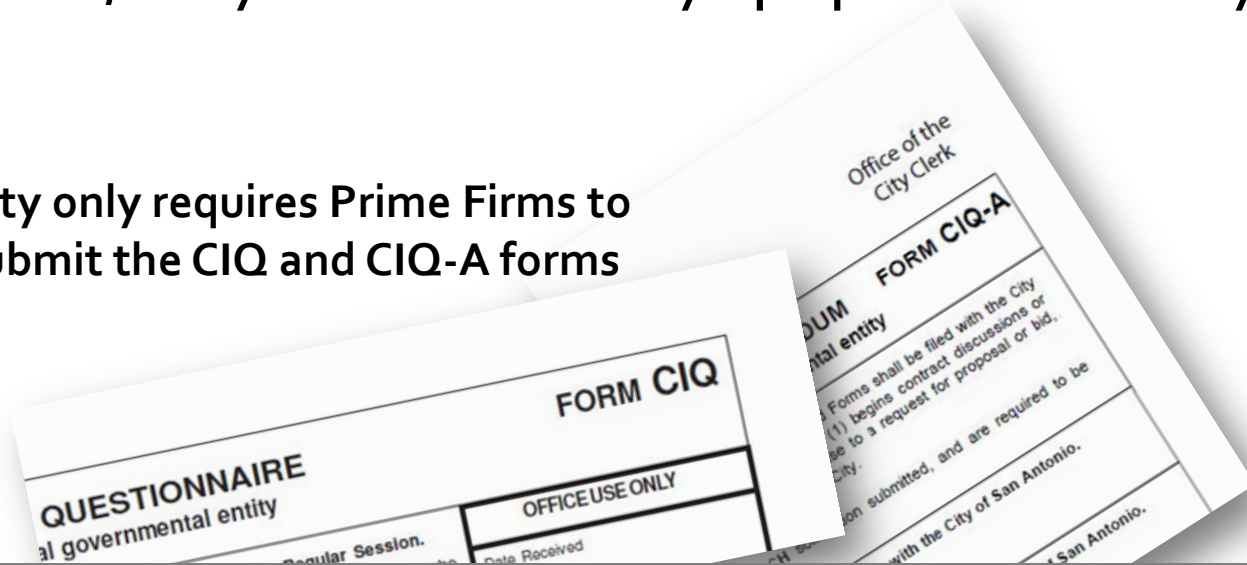 ty only requires Prime Firms to
ubmit the CIQ and CIQ-A forms
Office of the
City Clerk
FORM CIQ-A
DUM
ntal entity
Forms shall be filed with the City
(1) begins contract discussions or
se to a request for proposal or bid,
City.
on submitted, and are required to be
with the City of San Antonio.
San Antonio.
FORM CIQ
QUESTIONNAIRE
al governmental entity
OFFICE USE ONLY
Regular Session.
Date Received